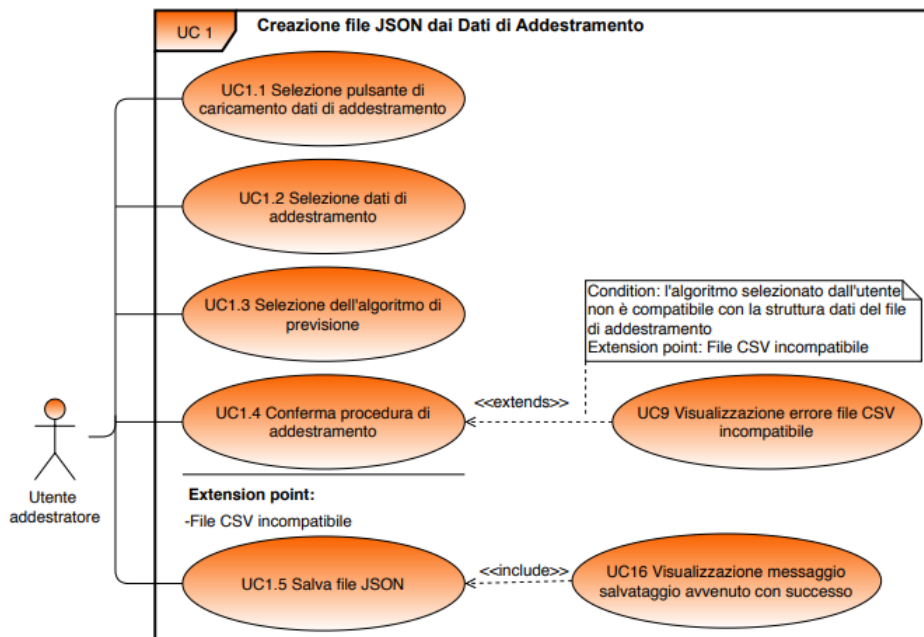 UC 1
Creazione file JSON dai Dati di Addestramento
UC1.1 Selezione pulsante di
caricamento dati di addestramento
UC1.2 Selezione dati di
addestramento
UC1.3 Selezione dell'algoritmo di
previsione
Condition: l'algoritmo selezionato dall'utente
non è compatibile con la struttura dati del file
di addestramento
Extension point: File CSV incompatibile
<<extends>>
UC1.4 Conferma procedura di
addestramento
UC9 Visualizzazione errore file CSV
incompatibile
Utente
addestratore
Extension point:
-File CSV incompatibile
<<include>>
UC1.5 Salva file JSON
UC16 Visualizzazione messaggio
salvataggio avvenuto con successo